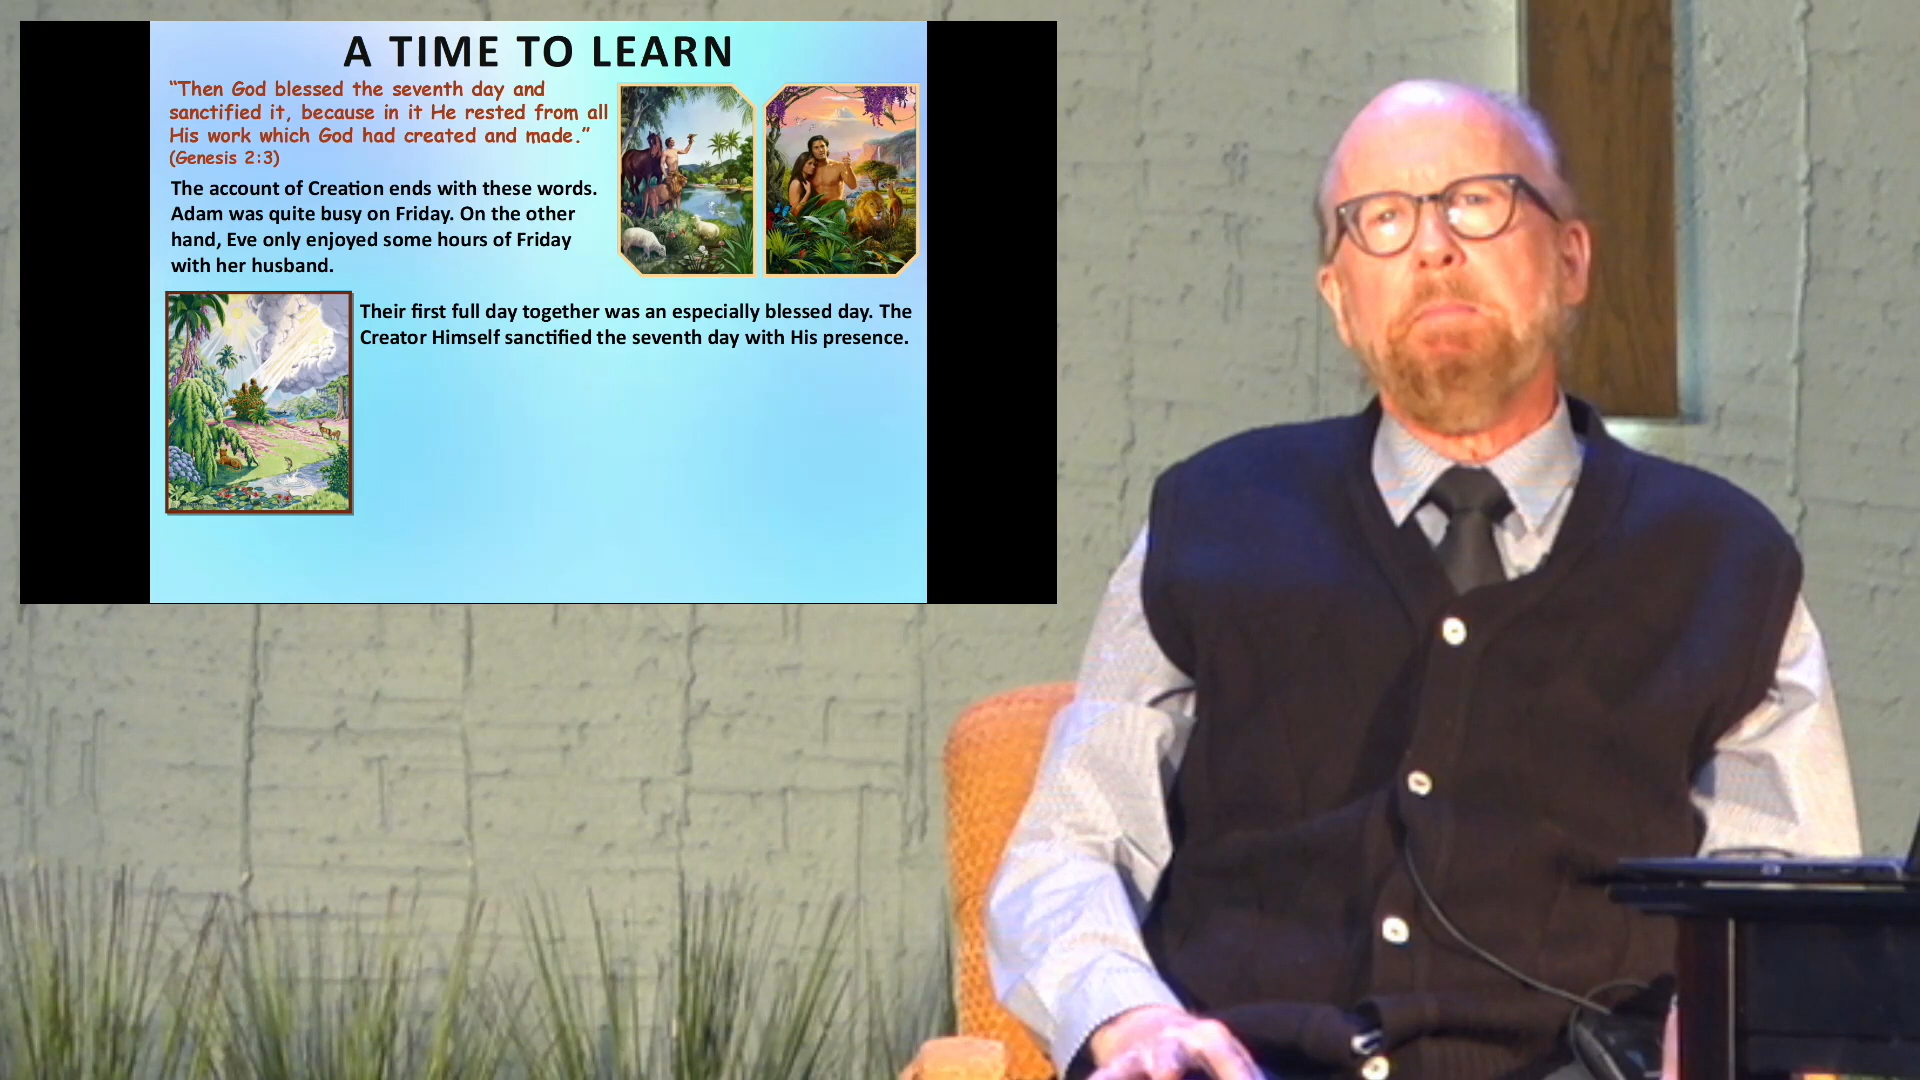 A TIME TO LEARN
“Then God blessed the seventh day and
sanctified it, because in it He rested from all
His work which God had created and made.”
(Genesis 2:3)
The account of Creation ends with these words.
Adam was quite busy on Friday. On the other
hand, Eve only enjoyed some hours of Friday
with her husband.
Their first full day together was an especially blessed day. The
Creator Himself sanctified the seventh day with His presence.